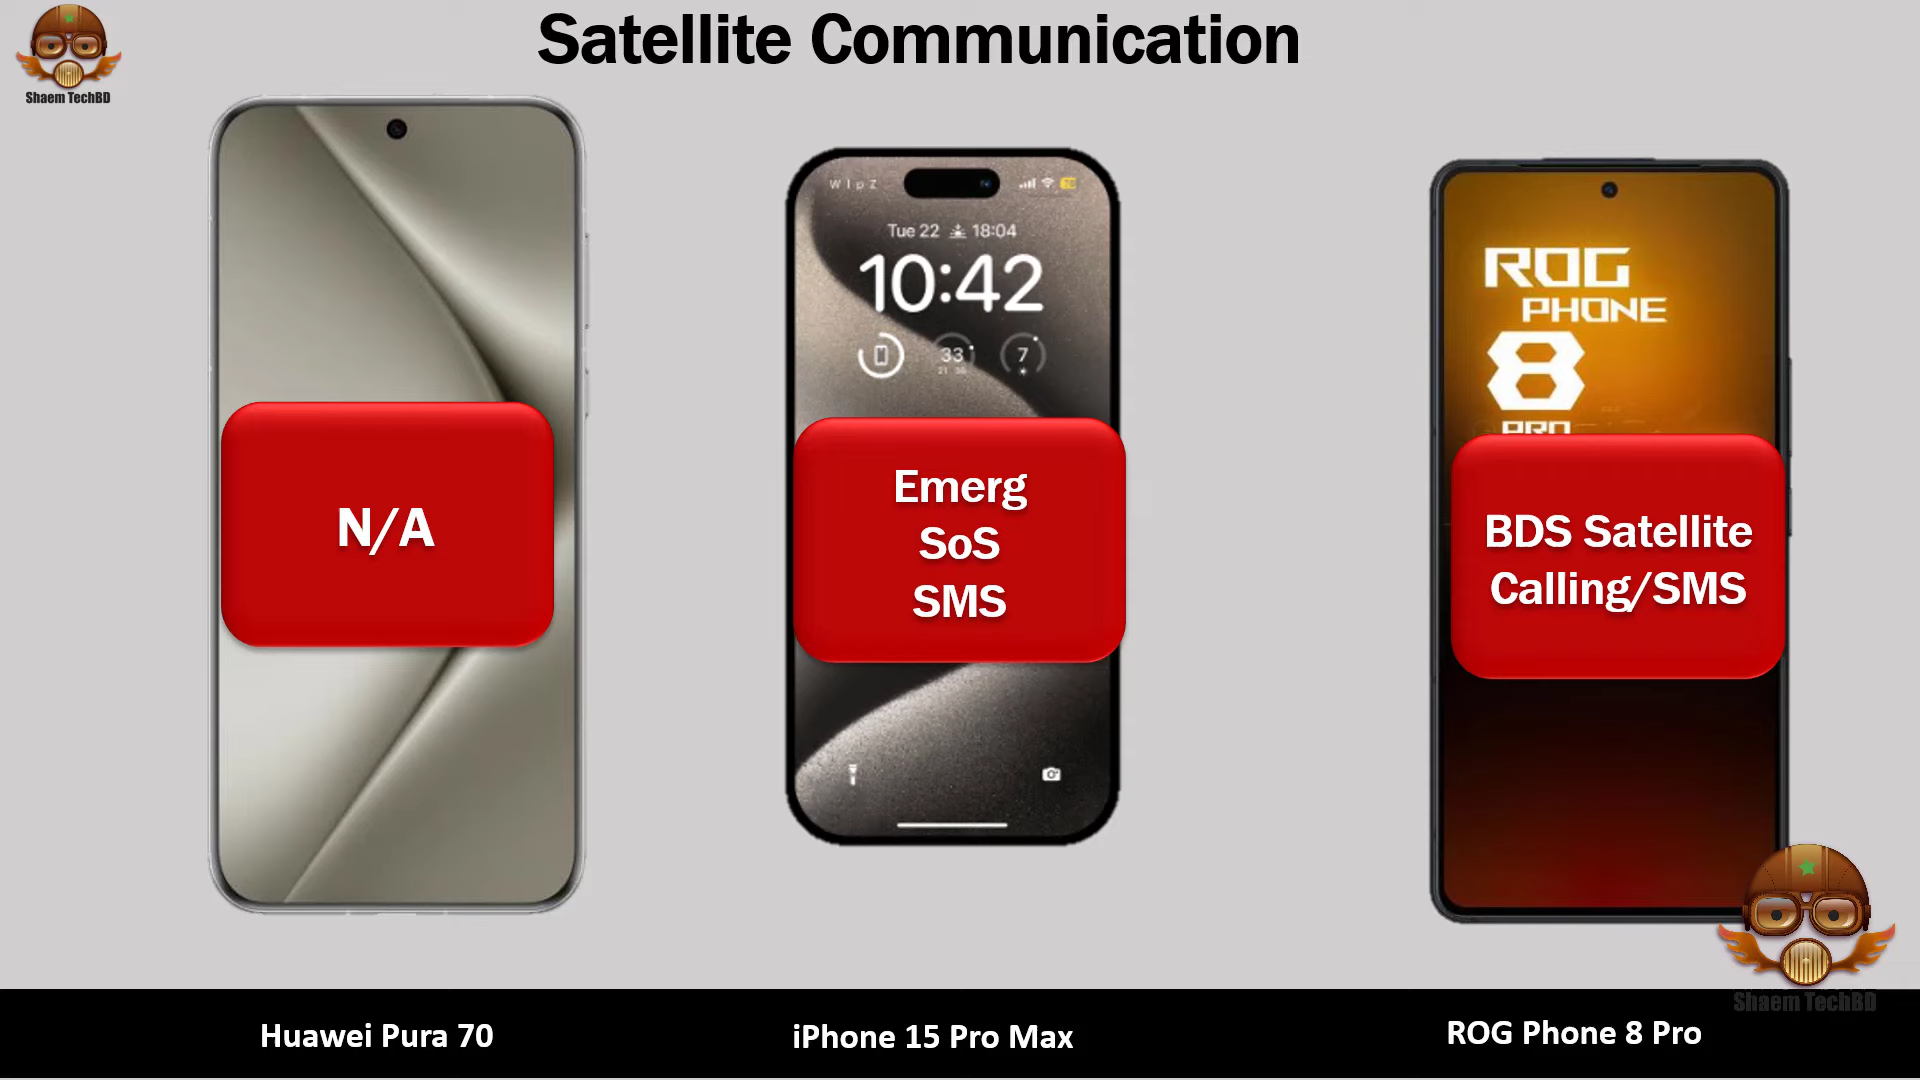 Satellite Communication
Shaem TechBD
W I p Z
Tue 22 18:04
10:42
33
7
ROG
PHONE
8
PRO
N/A
Emerg
SoS
SMS
BDS Satellite
Calling/SMS
Shaem TechBD
Huawei Pura 70
iPhone 15 Pro Max
ROG Phone 8 Pro